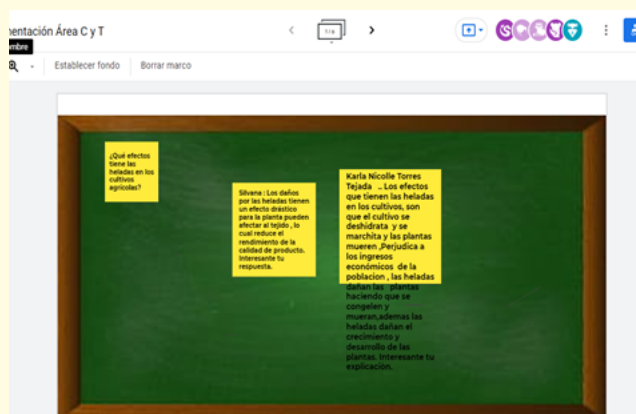 nentación Área C y T
ombre
1/8
Establecer fondo
Borrar marco
¿Qué efectos
tiene las
heladas en los
cultivos
agrícolas?
Silvana : Los daños
por las heladas tienen
un efecto drástico
para la planta pueden
afectar al tejido , lo
cual reduce el
rendimiento de la
calidad de producto.
Interesante tu
respuesta.
Karla Nicolle Torres
Tejada .. Los efectos
que tienen las heladas
en los cultivos, son
que el cultivo se
deshidrata y se
marchita y las plantas
mueren ,Perjudica a
los ingresos
económicos de la
poblacion , las heladas
dañan las plantas
haciendo que se
congelen y
mueran,ademas las
heladas dañan el
crecimiento y
desarrollo de las
plantas. Interesante tu
explicación.